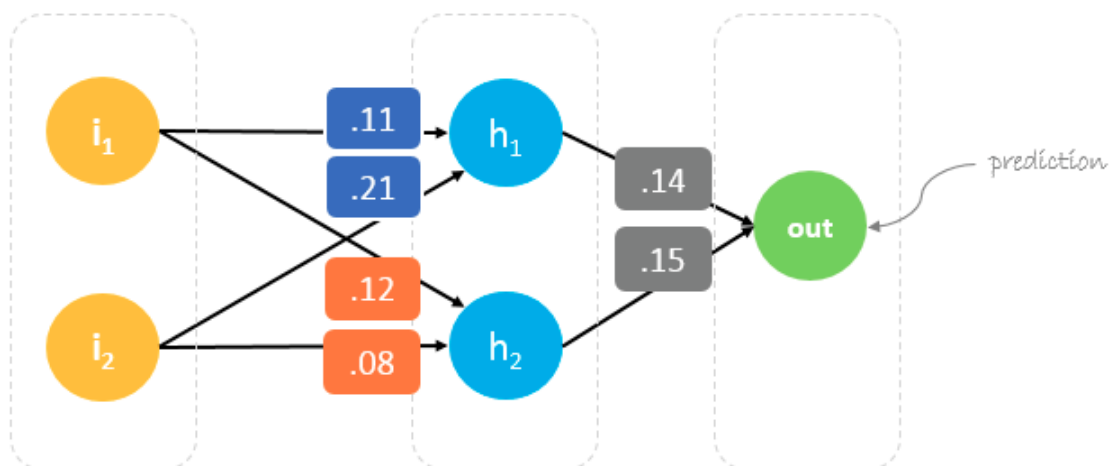 i1
.11
h1
.21
.14
prediction
out
.15
.12
i2
h2
.08